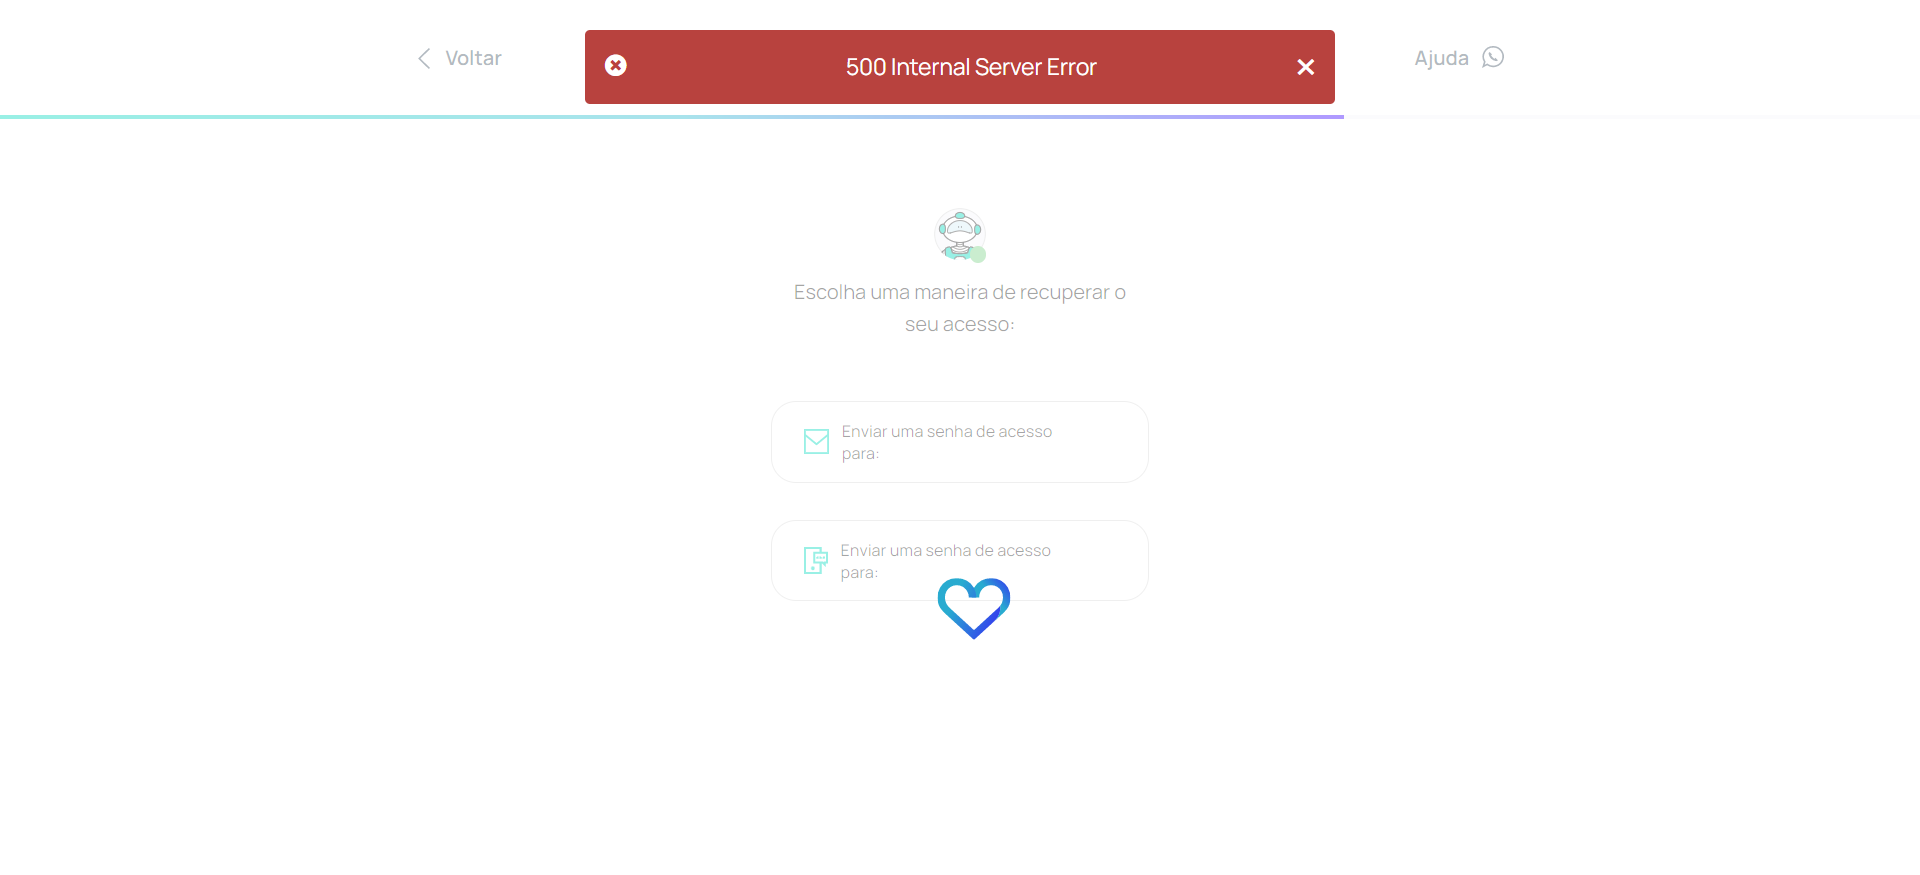 Voltar
500 Internal Server Error
Ajuda
Escolha uma maneira de recuperar o
seu acesso:
Enviar uma senha de acesso
para:
Enviar uma senha de acesso
para: